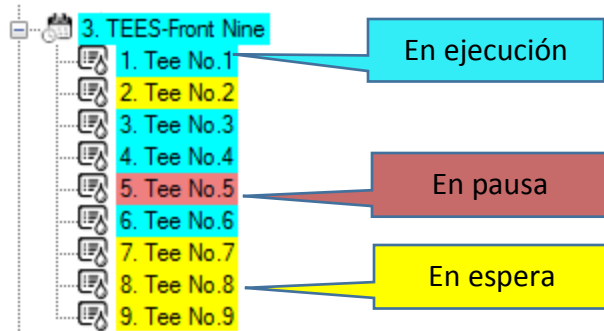 3. TEES-Front Nine
1. Tee No.1
2. Tee No.2
3. Tee No.3
4. Tee No.4
5. Tee No.5
6. Tee No.6
7. Tee No.7
8. Tee No.8
9. Tee No.9
En ejecución
En pausa
En espera